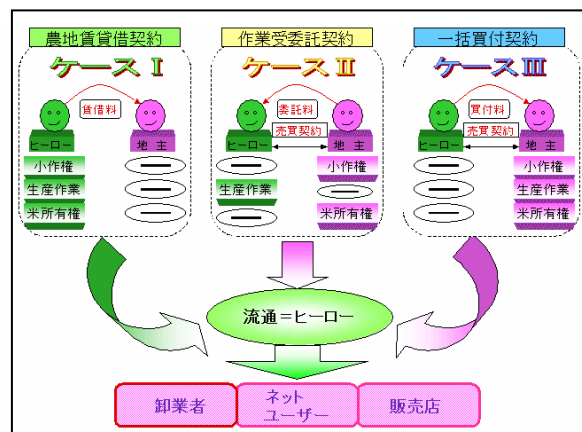 農地賃貸借契約
ケース I
賃借料
ヒーロー
地 主
小作権
生産作業
米所有権
作業受委託契約
ケース II
委託料
売買契約
ヒーロー
地 主
小作権
生産作業
米所有権
一括買付契約
ケース III
買付料
売買契約
ヒーロー
地 主
小作権
生産作業
米所有権
流通=ヒーロー
卸業者
ネット
ユーザー
販売店